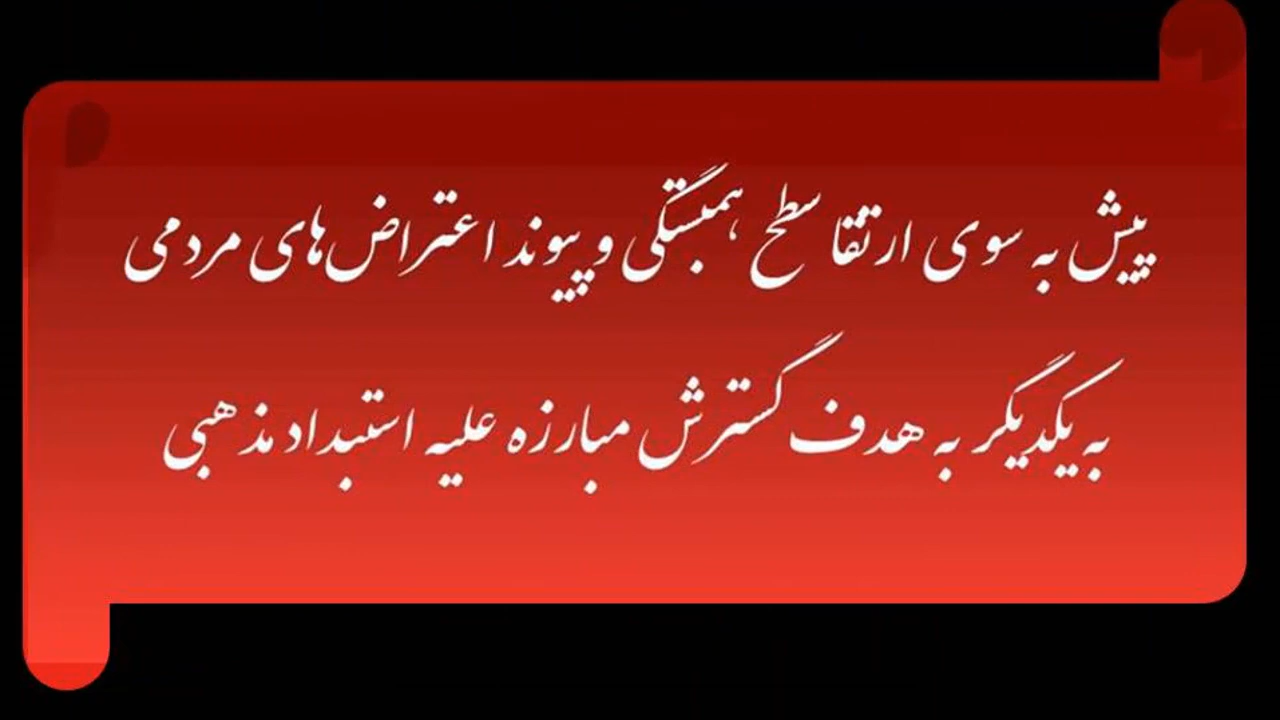 پیش به سوی ارتقا سطح همبستگی و پیوند اعتراض‌های مردمی
به یکدیگر به هدف گسترش مبارزه علیه استبداد مذهبی